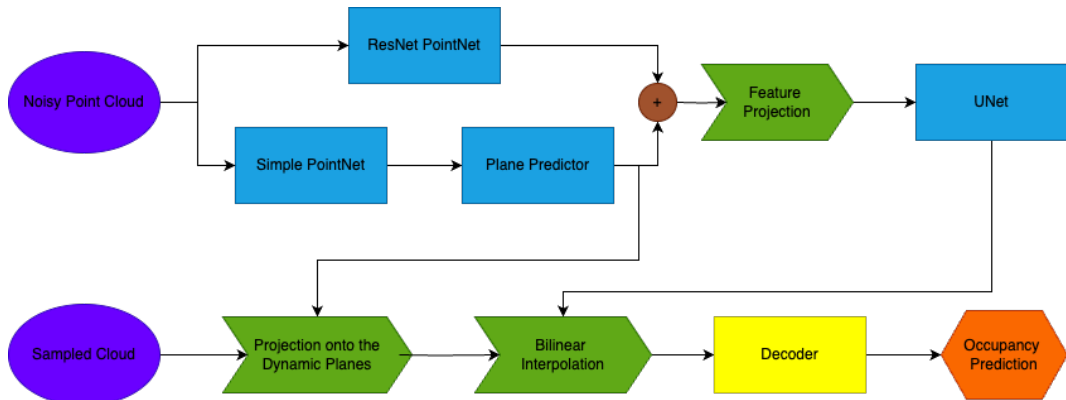 ResNet PointNet
Noisy Point Cloud
+
Feature
Projection
UNet
Simple PointNet
Plane Predictor
Sampled Cloud
Projection onto the
Dynamic Planes
Bilinear
Interpolation
Decoder
Occupancy
Prediction